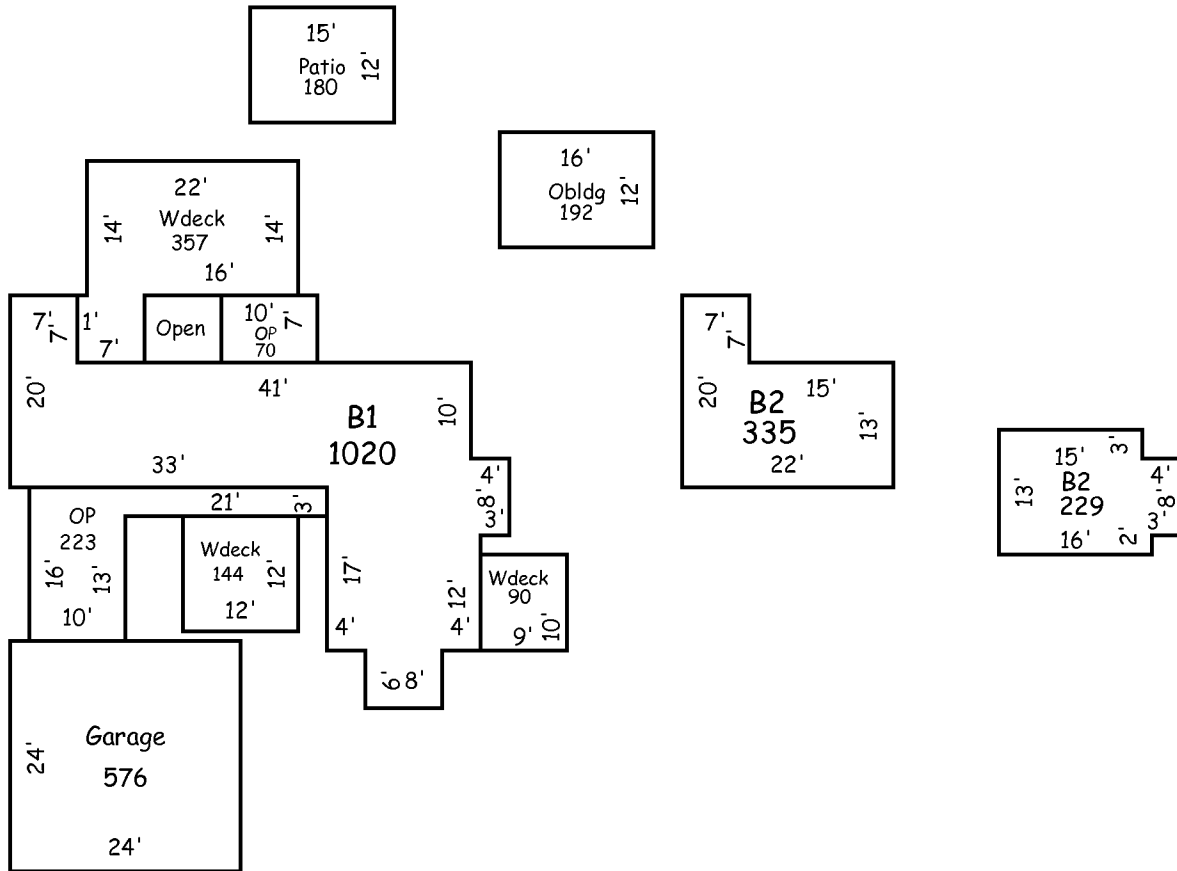 15'
Patio 12'
180
16'
Obldg 12'
192
22'
14' Wdeck 14'
357
16'
7' 7' 1' 7'
Open
10' 7'
OP
70
20' 41' 10'
B1
1020
33'
4'
8'
3'
21' 3'
OP
223
16' 13'
10'
Wdeck
144 12'
12'
17' 12'
4' 4'
6' 8'
Wdeck
90
9' 10'
Garage
24' 576
24'
7' 7'
20' 15' 13'
B2
335
22'
15' 3'
13' B2
229
16' 2'
4'
8'
3'